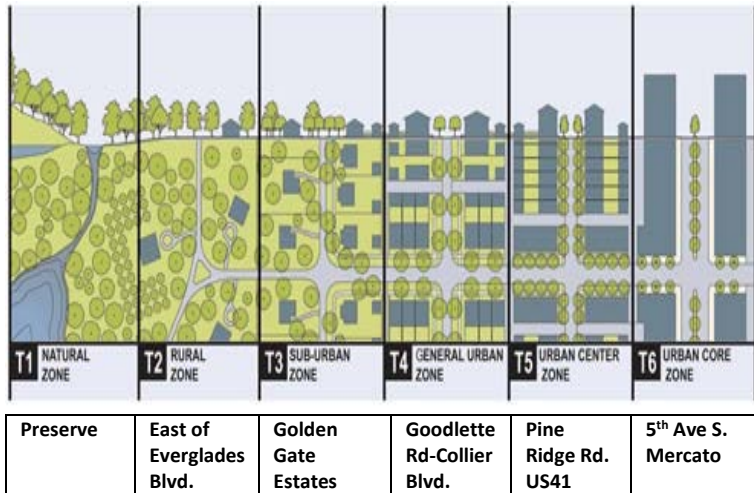 T1 NATURAL ZONE
T2 RURAL ZONE
T3 SUB-URBAN ZONE
T4 GENERAL URBAN ZONE
T5 URBAN CENTER ZONE
T6 URBAN CORE ZONE
Preserve
East of
Everglades
Blvd.
Golden
Gate
Estates
Goodlette
Rd-Collier
Blvd.
Pine
Ridge Rd.
US41
5th Ave S.
Mercato